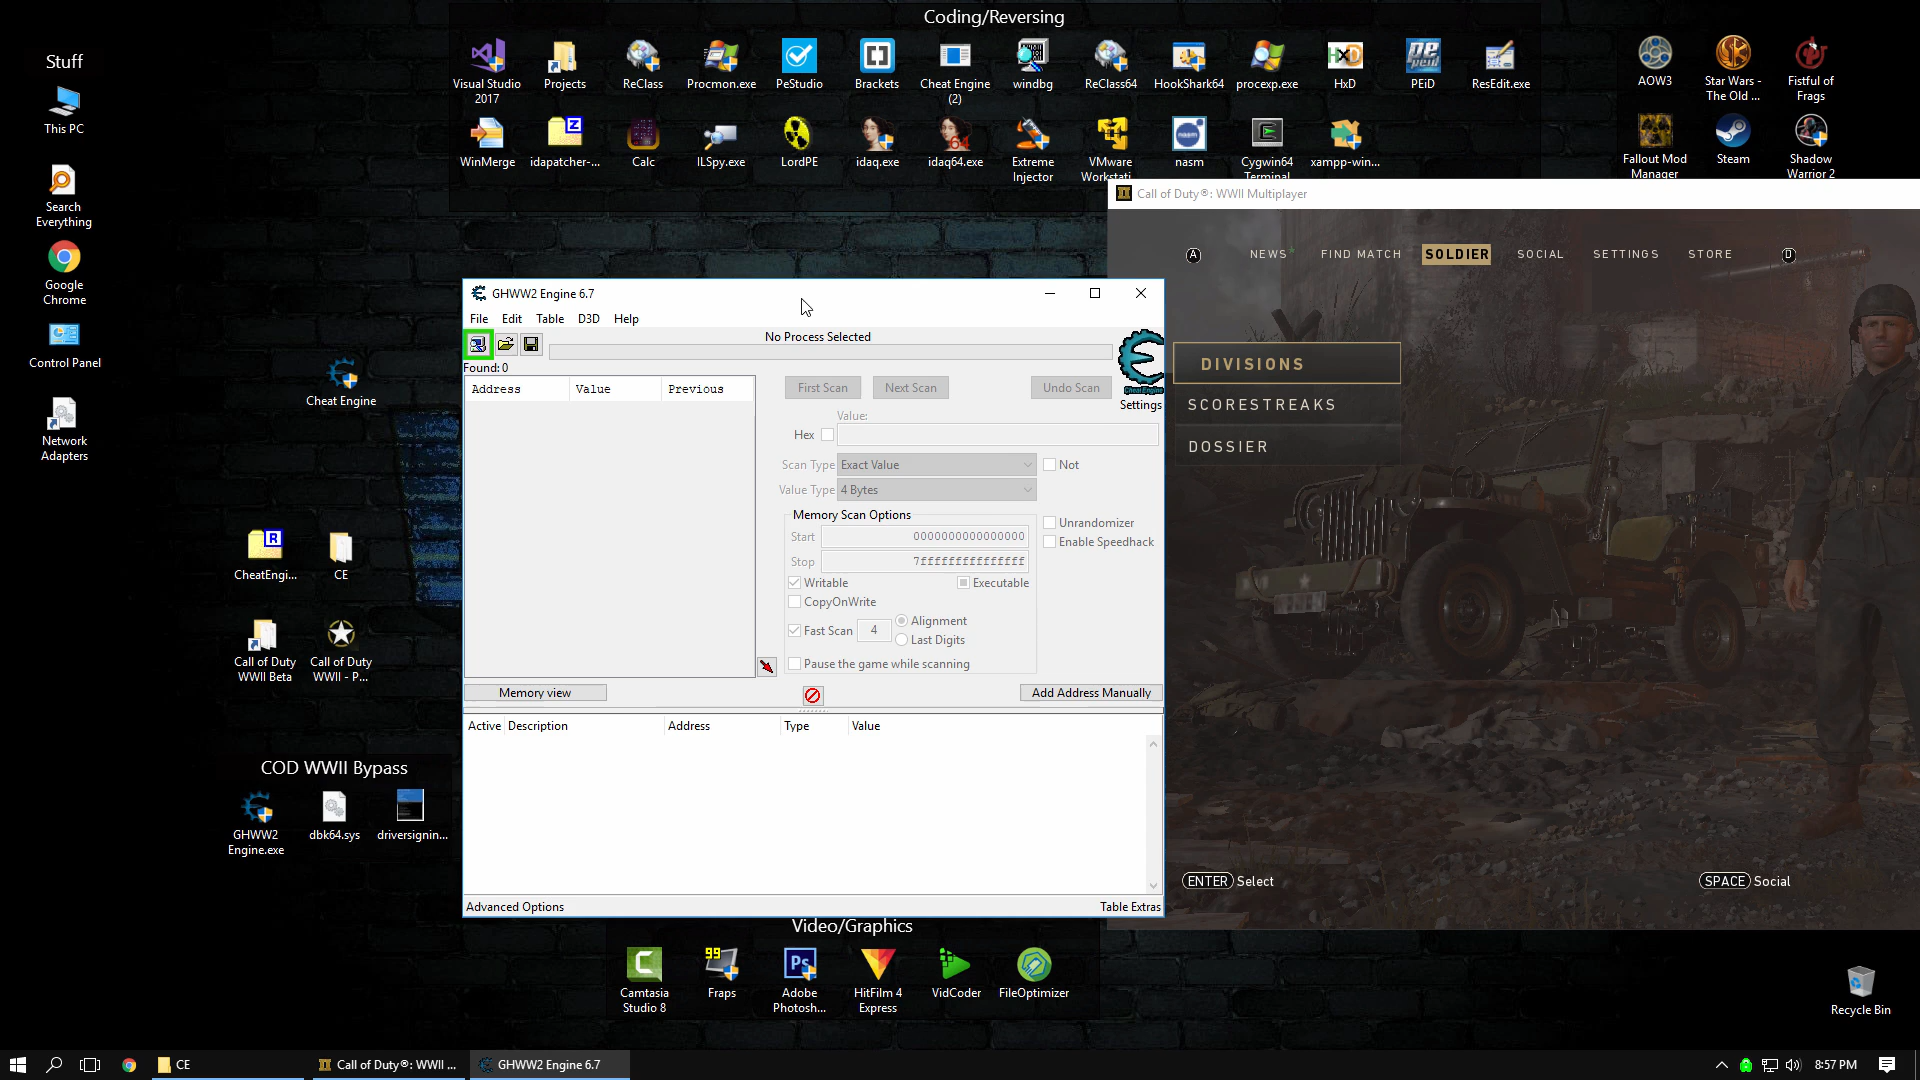 Coding/Reversing
Stuff
Visual Studio
2017
Projects
ReClass
Procmon.exe
PeStudio
Brackets
Cheat Engine
(2)
windbg
ReClass64
HookShark64
procexp.exe
HxD
PEiD
ResEdit.exe
AOW3
Star Wars -
The Old ...
Fistful of
Frags
This PC
WinMerge
idapatcher-...
Calc
ILSpy.exe
LordPE
idaq.exe
idaq64.exe
Extreme
Injector
VMware
Workstati...
nasm
Cygwin64
Terminal
xampp-win...
Fallout Mod
Manager
Steam
Shadow
Warrior 2
Search
Everything
Google
Chrome
Control Panel
Network
Adapters
Cheat Engine
CheatEngi...
CE
Call of Duty
WWII Beta
Call of Duty
WWII - P...
COD WWII Bypass
GHWW2
Engine.exe
dbk64.sys
driversignin...
Call of Duty®: WWII Multiplayer
A NEWS* FIND MATCH SOLDIER SOCIAL SETTINGS STORE D
DIVISIONS
SCORESTREAKS
DOSSIER
ENTER Select
SPACE Social
GHWW2 Engine 6.7
File Edit Table D3D Help
No Process Selected
Found: 0
Address Value Previous
First Scan Next Scan Undo Scan
Cheat Engine
Settings
Value:
Hex
Scan Type Exact Value Not
Value Type 4 Bytes
Memory Scan Options
Start 0000000000000000
Stop 7fffffffffffffff
Unrandomizer
Enable Speedhack
Writable Executable
CopyOnWrite
Fast Scan 4 Alignment
Last Digits
Pause the game while scanning
Memory view Add Address Manually
Active Description Address Type Value
Advanced Options Table Extras
Video/Graphics
Camtasia
Studio 8
99
Fraps
Ps
Adobe
Photosh...
HitFilm 4
Express
VidCoder
FileOptimizer
Recycle Bin
CE
Call of Duty®: WWII ...
GHWW2 Engine 6.7
8:57 PM